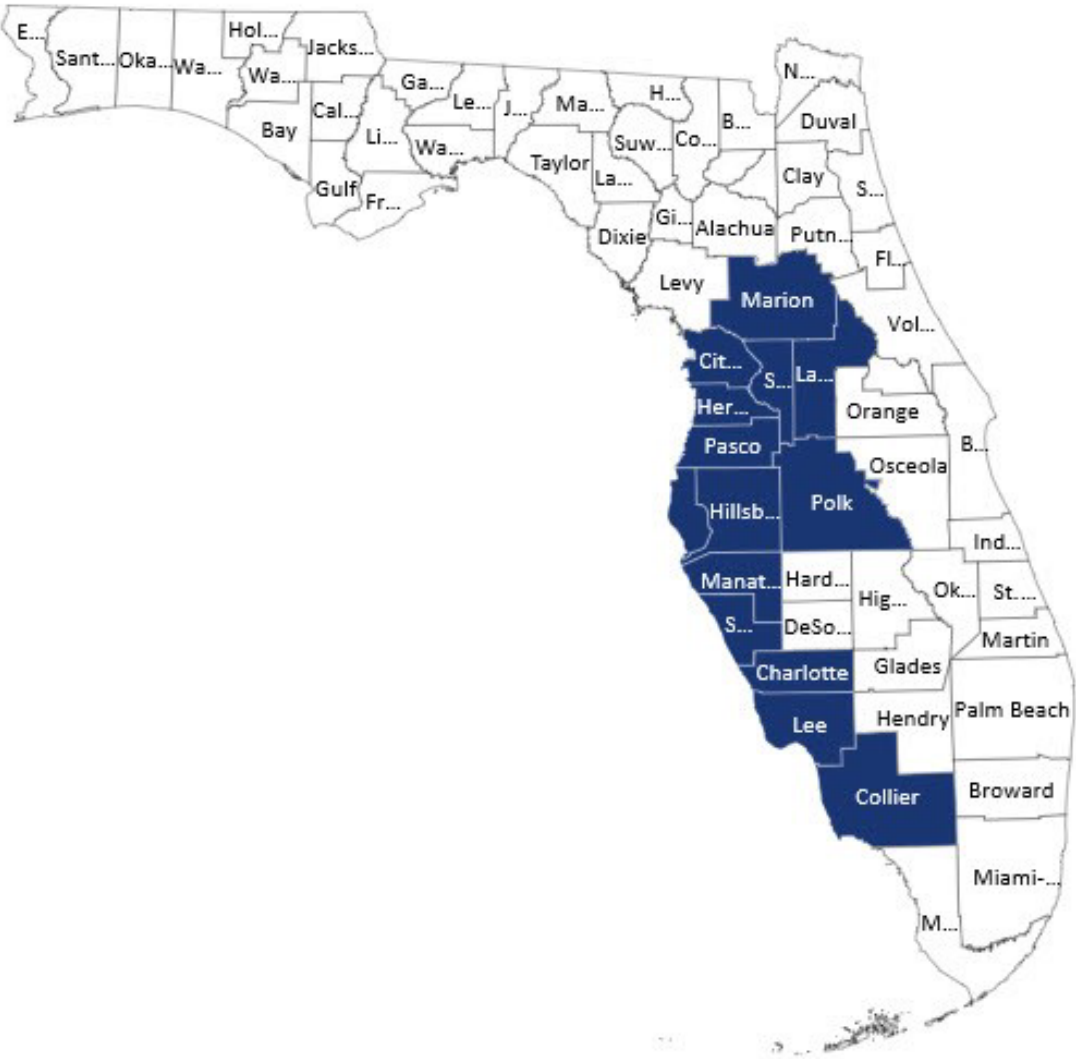 E...
Sant...
Oka...
Wa...
Hol...
Wa...
Jacks...
Bay
Cal...
Gulf
Li...
Fr...
Ga...
Le...
Wa...
J...
Ma...
Taylor
H...
Suw...
La...
Dixie
Co...
Gi...
B...
Alachua
N...
Duval
Clay
S...
Putn...
Fl...
Levy
Marion
Vol...
Cit...
S...
La...
Her...
Orange
Pasco
Osceola
B...
Hillsb...
Polk
Ind...
Manat...
Hard...
Hig...
Ok...
St....
S...
DeSo...
Martin
Charlotte
Glades
Lee
Hendry
Palm Beach
Collier
Broward
Miami-...
M...